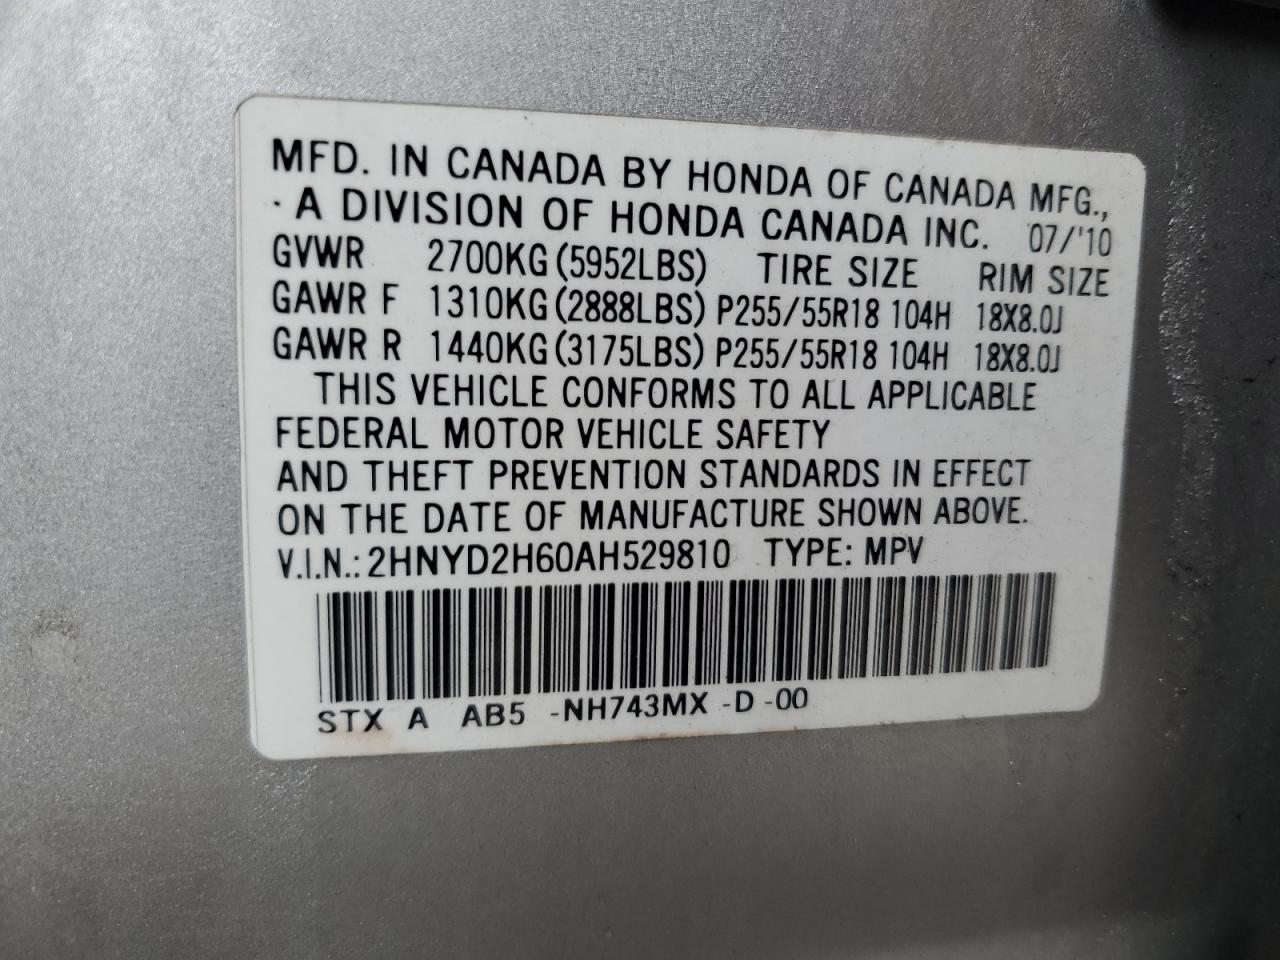 MFD. IN CANADA BY HONDA OF CANADA MFG.,
· A DIVISION OF HONDA CANADA INC. 07/'10
GVWR 2700KG (5952LBS) TIRE SIZE RIM SIZE
GAWR F 1310KG (2888LBS) P255/55R18 104H 18X8.0J
GAWR R 1440KG (3175LBS) P255/55R18 104H 18X8.0J
THIS VEHICLE CONFORMS TO ALL APPLICABLE
FEDERAL MOTOR VEHICLE SAFETY
AND THEFT PREVENTION STANDARDS IN EFFECT
ON THE DATE OF MANUFACTURE SHOWN ABOVE.
V.I.N.: 2HNYD2H60AH529810 TYPE: MPV
STX A AB5 -NH743MX -D -00